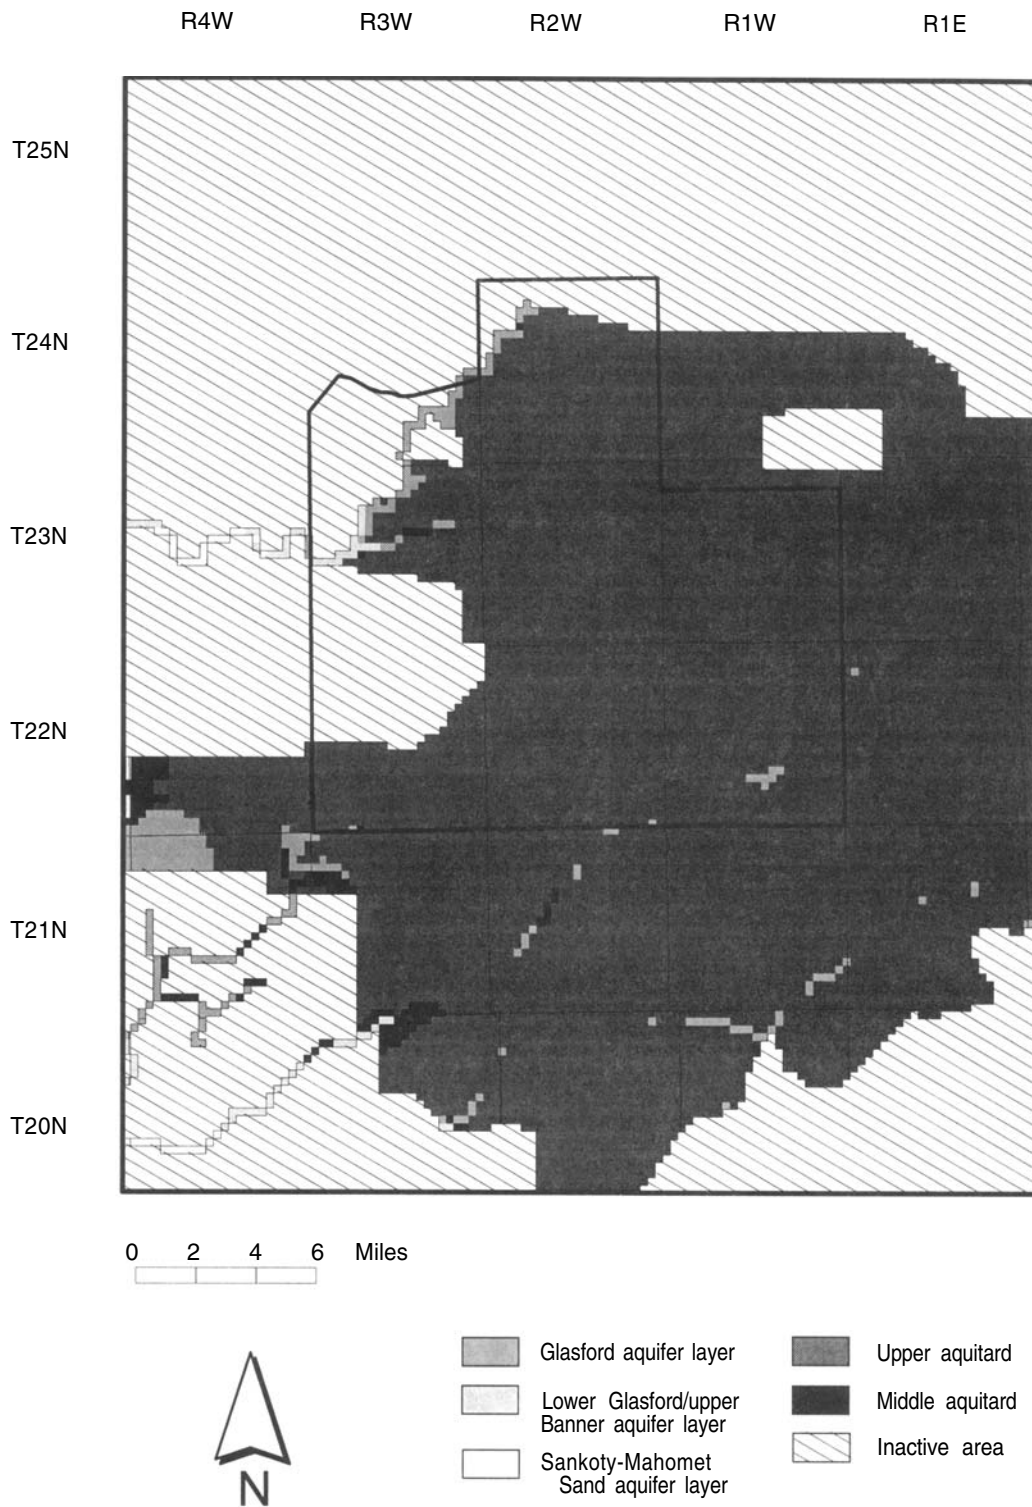 R4W R3W R2W R1W R1E
T25N
T24N
T23N
T22N
T21N
T20N
0 2 4 6 Miles
N
Glasford aquifer layer
Lower Glasford/upper
Banner aquifer layer
Sankoty-Mahomet
Sand aquifer layer
Upper aquitard
Middle aquitard
Inactive area